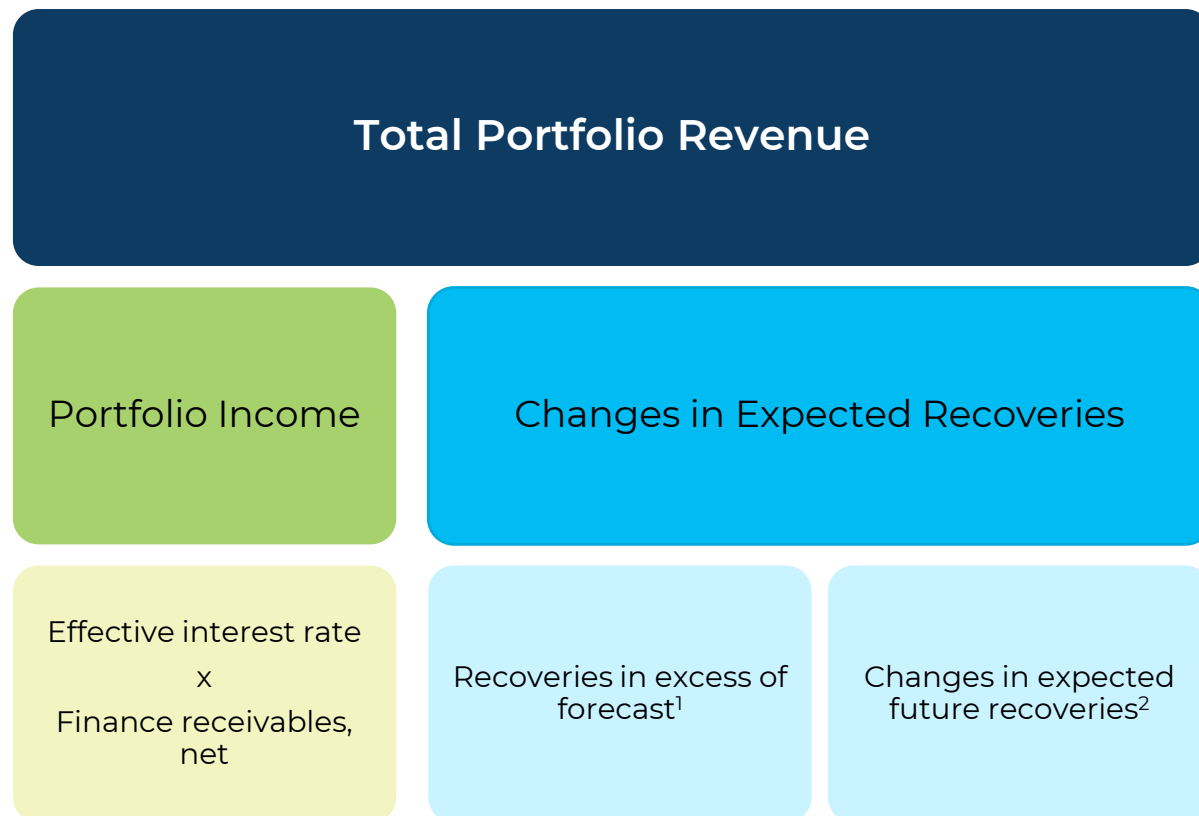 Total Portfolio Revenue
Portfolio Income
Changes in Expected Recoveries
Effective interest rate
x
Finance receivables,
net
Recoveries in excess of
forecast¹
Changes in expected
future recoveries²